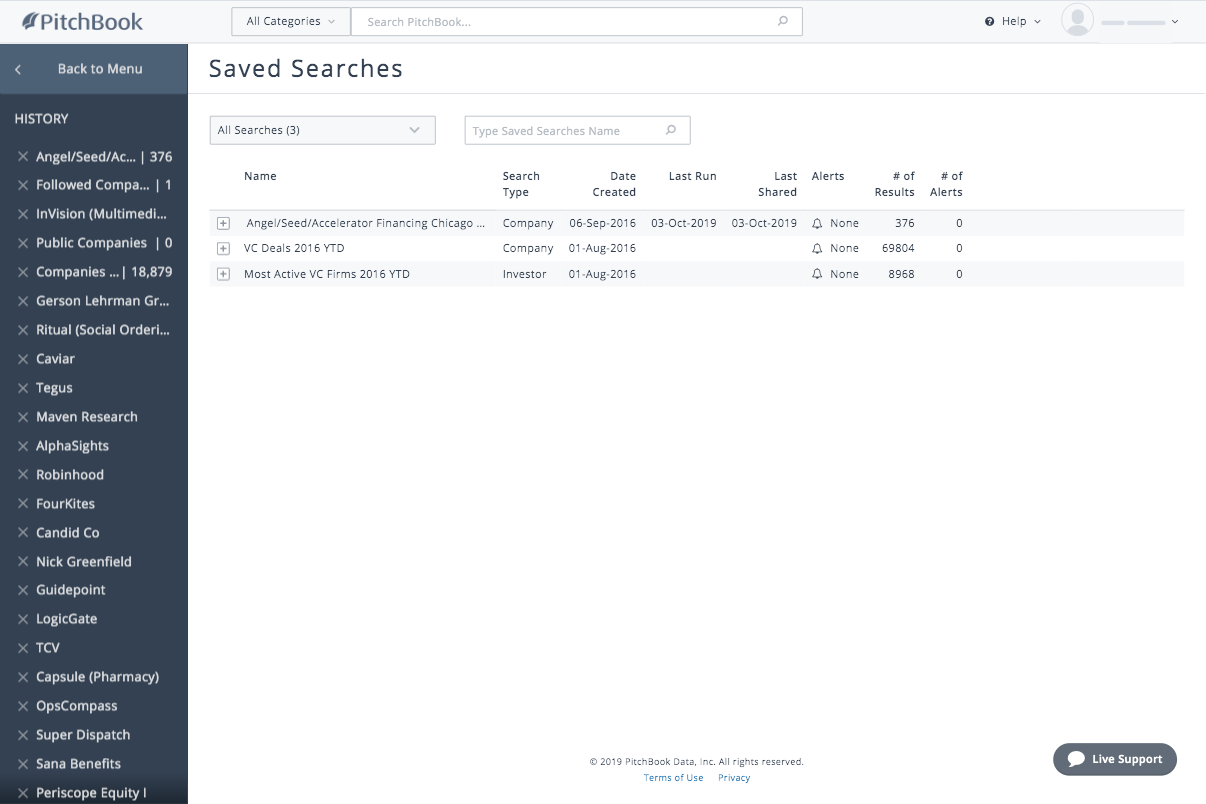 PitchBook
All Categories
Search PitchBook...
Help
Back to Menu
HISTORY
Angel/Seed/Ac... | 376
Followed Compa... | 1
InVision (Multimedi...
Public Companies | 0
Companies ... | 18,879
Gerson Lehrman Gr...
Ritual (Social Orderi...
Caviar
Tegus
Maven Research
AlphaSights
Robinhood
FourKites
Candid Co
Nick Greenfield
Guidepoint
LogicGate
TCV
Capsule (Pharmacy)
OpsCompass
Super Dispatch
Sana Benefits
Periscope Equity I
Saved Searches
All Searches (3)
Type Saved Searches Name
Name Search Type Date Created Last Run Last Shared Alerts # of Results # of Alerts
Angel/Seed/Accelerator Financing Chicago ... Company 06-Sep-2016 03-Oct-2019 03-Oct-2019 None 376 0
VC Deals 2016 YTD Company 01-Aug-2016 None 69804 0
Most Active VC Firms 2016 YTD Investor 01-Aug-2016 None 8968 0
© 2019 PitchBook Data, Inc. All rights reserved.
Terms of Use Privacy
Live Support